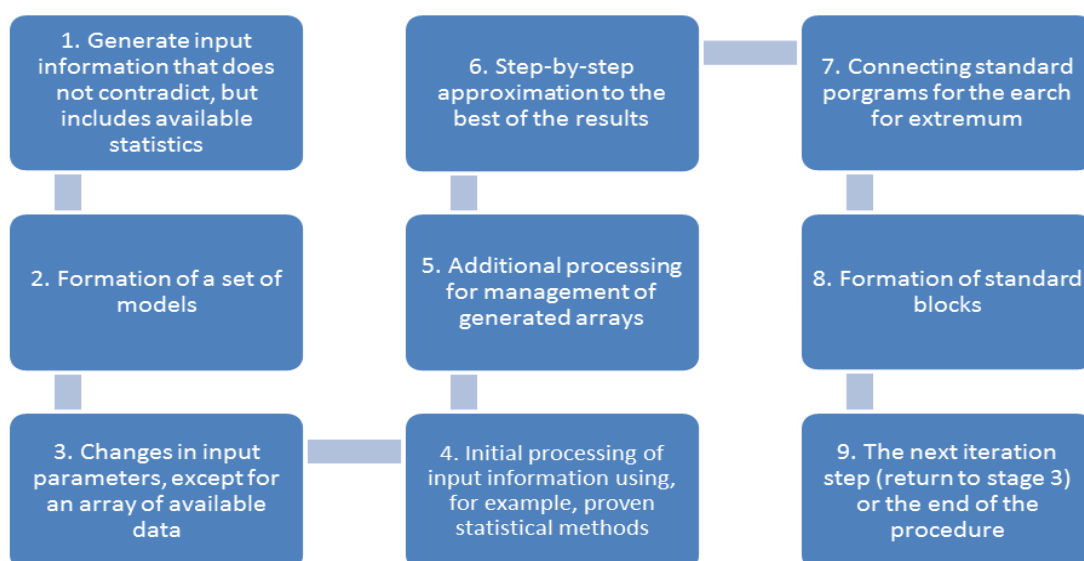 1. Generate input
information that does
not contradict, but
includes available
statistics
2. Formation of a set of
models
3. Changes in input
parameters, except for
an array of available
data
4. Initial processing of
input information using,
for example, proven
statistical methods
5. Additional processing
for management of
generated arrays
6. Step-by-step
approximation to the
best of the results
7. Connecting standard
porgrams for the earch
for extremum
8. Formation of standard
blocks
9. The next iteration
step (return to stage 3)
or the end of the
procedure